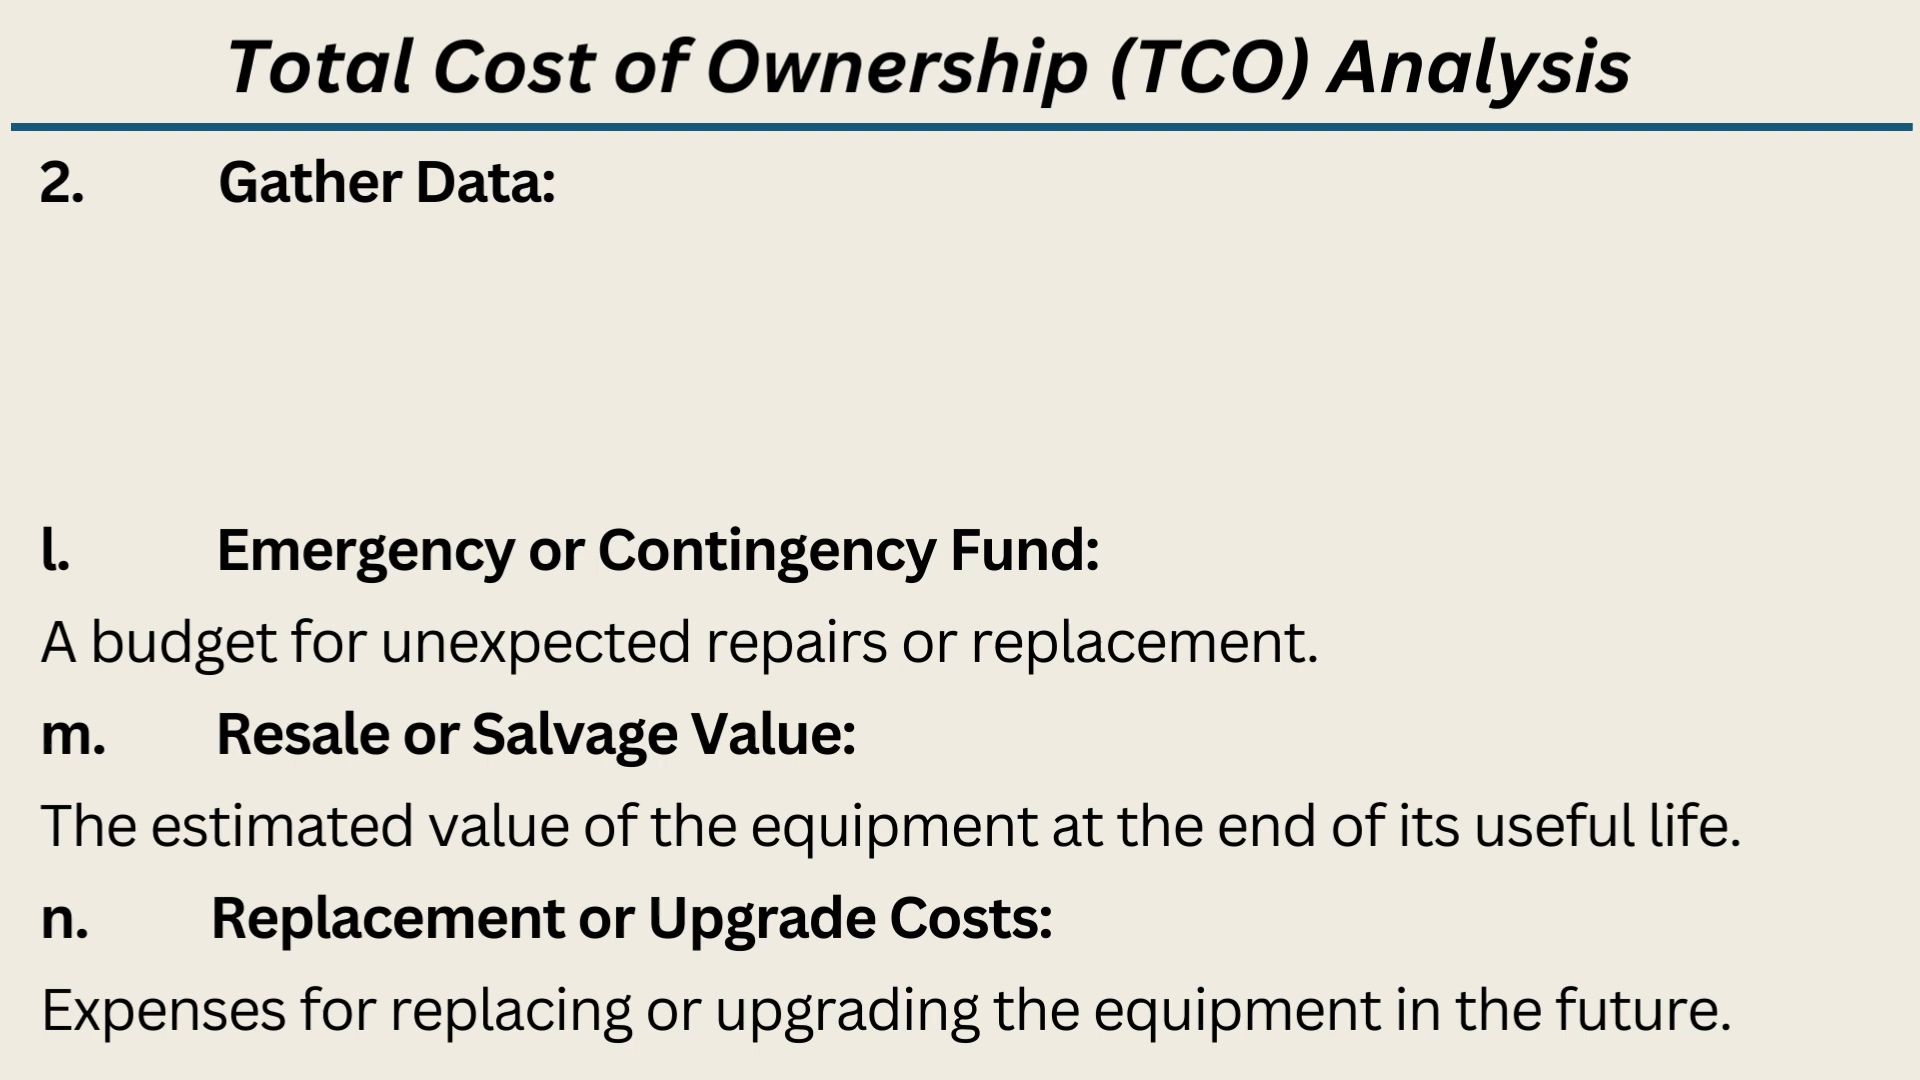 Total Cost of Ownership (TCO) Analysis
2. Gather Data:
l. Emergency or Contingency Fund:
A budget for unexpected repairs or replacement.
m. Resale or Salvage Value:
The estimated value of the equipment at the end of its useful life.
n. Replacement or Upgrade Costs:
Expenses for replacing or upgrading the equipment in the future.